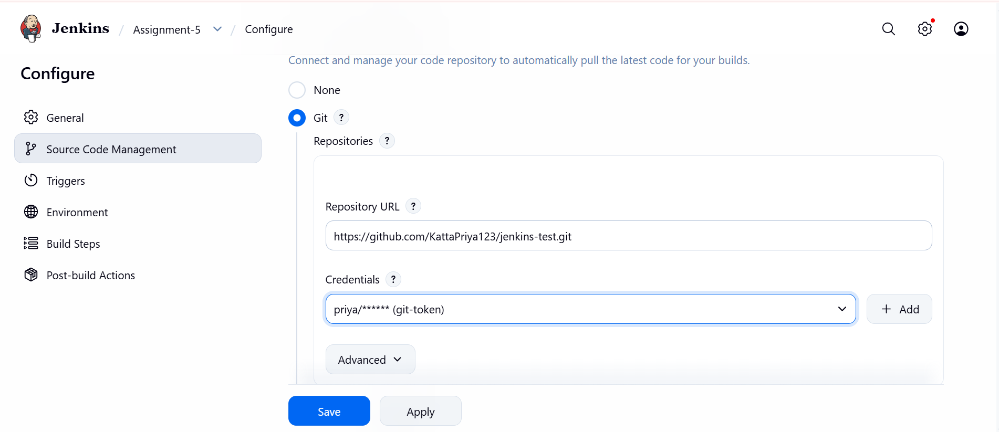 Jenkins / Assignment-5 / Configure
Configure
General
Source Code Management
Triggers
Environment
Build Steps
Post-build Actions
Connect and manage your code repository to automatically pull the latest code for your builds.
None
Git ?
Repositories ?
Repository URL ?
https://github.com/KattaPriya123/jenkins-test.git
Credentials ?
priya/****** (git-token)
+ Add
Advanced
Save
Apply